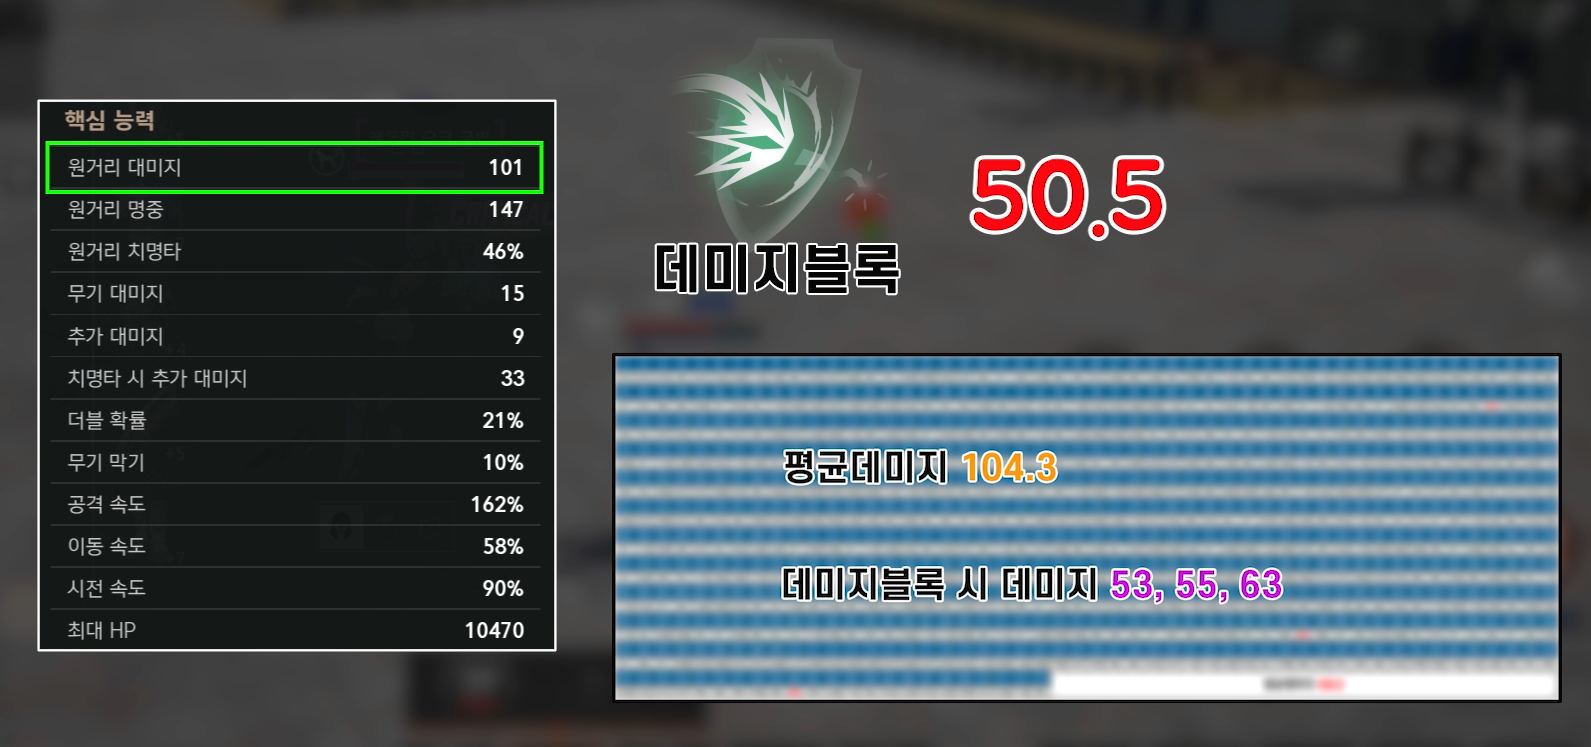 핵심 능력
원거리 대미지 101
원거리 명중 147
원거리 치명타 46%
무기 대미지 15
추가 대미지 9
치명타 시 추가 대미지 33
더블 확률 21%
무기 막기 10%
공격 속도 162%
이동 속도 58%
시전 속도 90%
최대 HP 10470
데미지블록
50.5
평균데미지 104.3
데미지블록 시 데미지 53, 55, 63